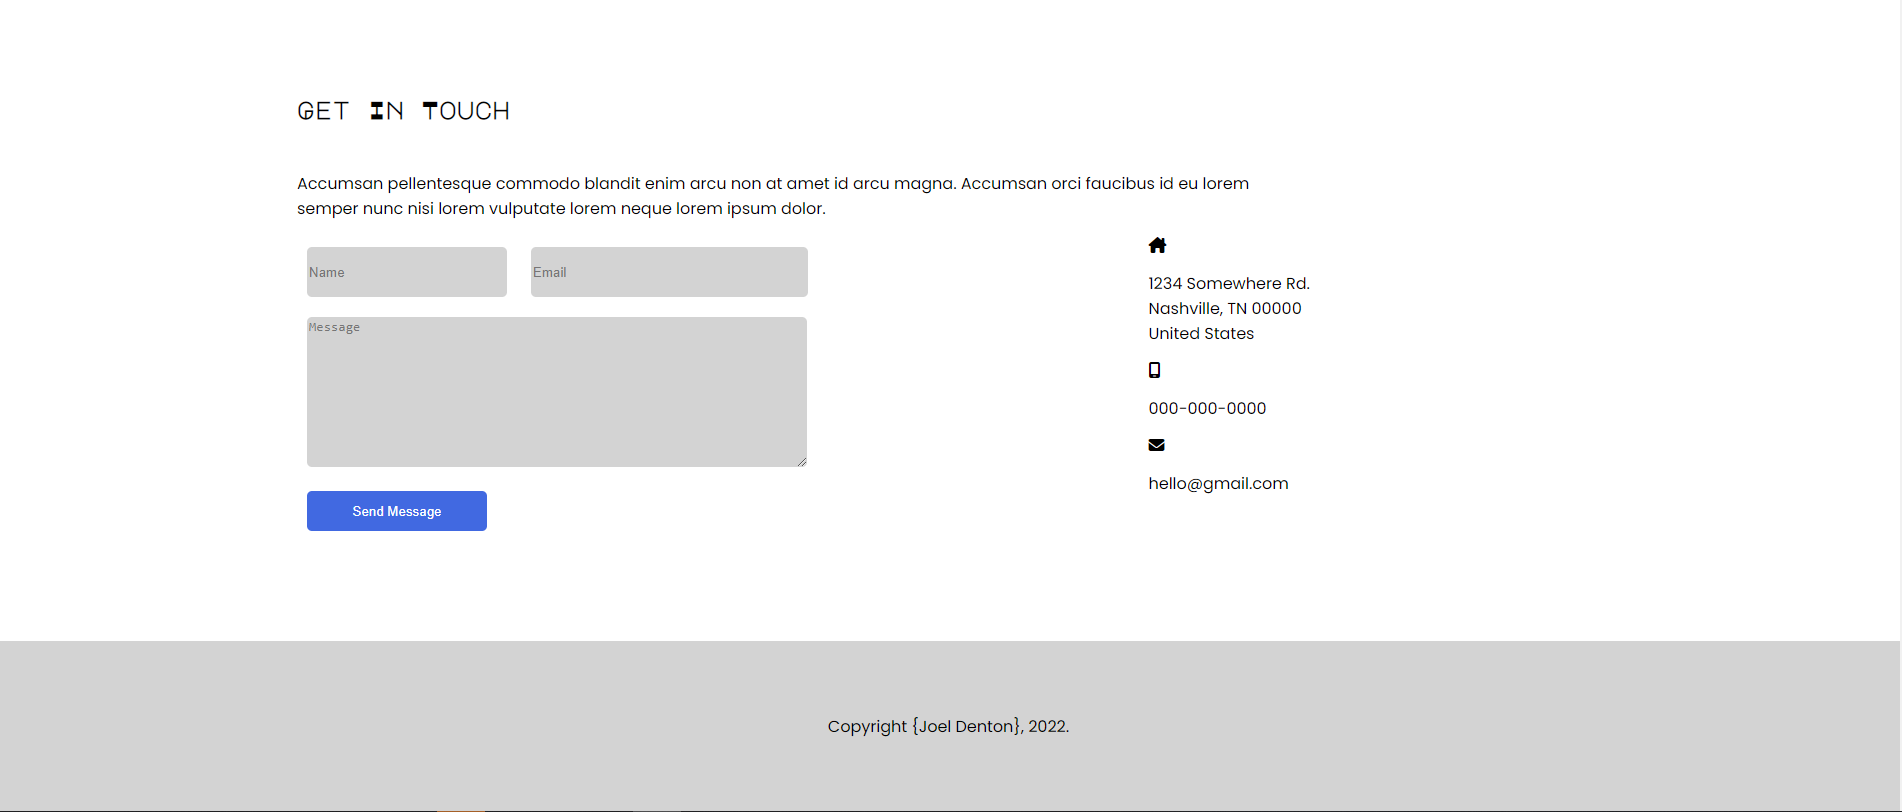 GET IN TOUCH
Accumsan pellentesque commodo blandit enim arcu non at amet id arcu magna. Accumsan orci faucibus id eu lorem
semper nunc nisi lorem vulputate lorem neque lorem ipsum dolor.
Name
Email
Message
Send Message
1234 Somewhere Rd.
Nashville, TN 00000
United States
000-000-0000
hello@gmail.com
Copyright {Joel Denton}, 2022.